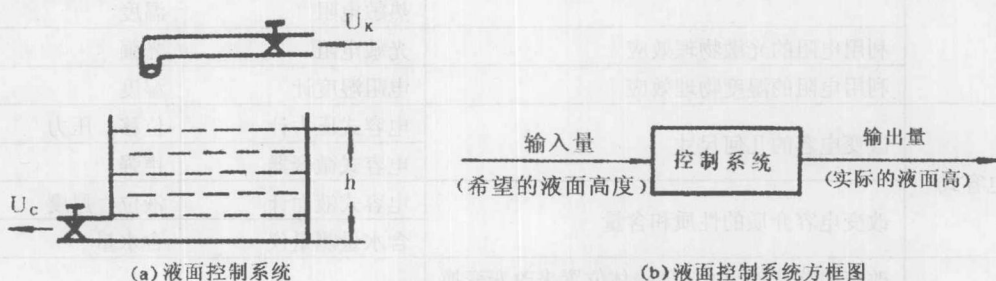 Uκ
h
Uc
(a)液面控制系统
输入量
(希望的液面高度)
控制系统
输出量
(实际的液面高)
(b)液面控制系统方框图